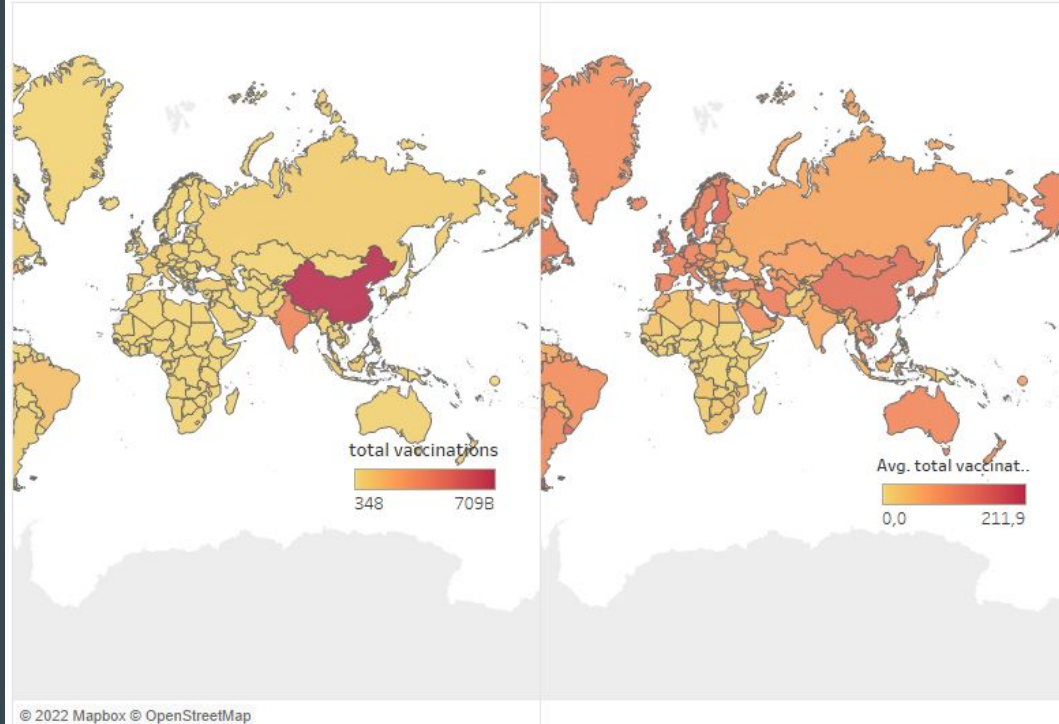 total vaccinations
348 709B
Avg. total vaccinat..
0,0 211,9
© 2022 Mapbox © OpenStreetMap